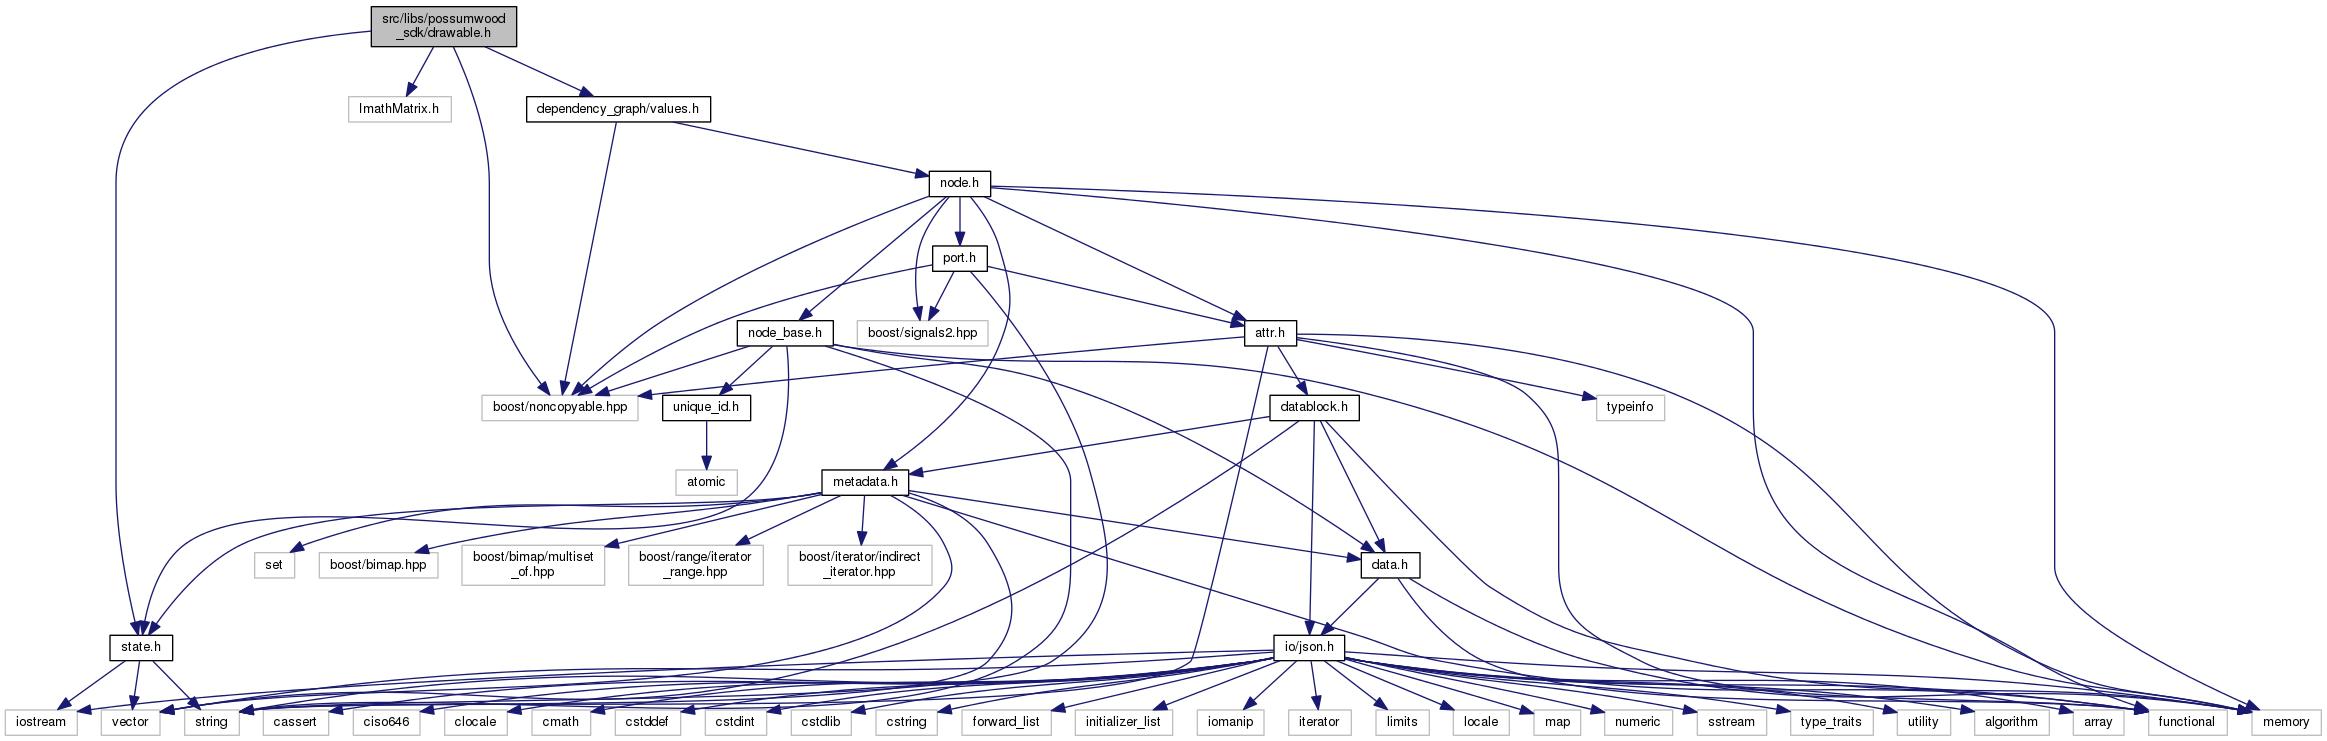 src/libs/possumwood
_sdk/drawable.h
ImathMatrix.h
dependency_graph/values.h
node.h
port.h
node_base.h
boost/signals2.hpp
attr.h
boost/noncopyable.hpp
unique_id.h
datablock.h
typeinfo
metadata.h
atomic
set
boost/bimap.hpp
boost/bimap/multiset
_of.hpp
boost/range/iterator
_range.hpp
boost/iterator/indirect
_iterator.hpp
data.h
state.h
io/json.h
iostream
vector
string
cassert
ciso646
clocale
cmath
cstddef
cstdint
cstdlib
cstring
forward_list
initializer_list
iomanip
iterator
limits
locale
map
numeric
sstream
type_traits
utility
algorithm
array
functional
memory